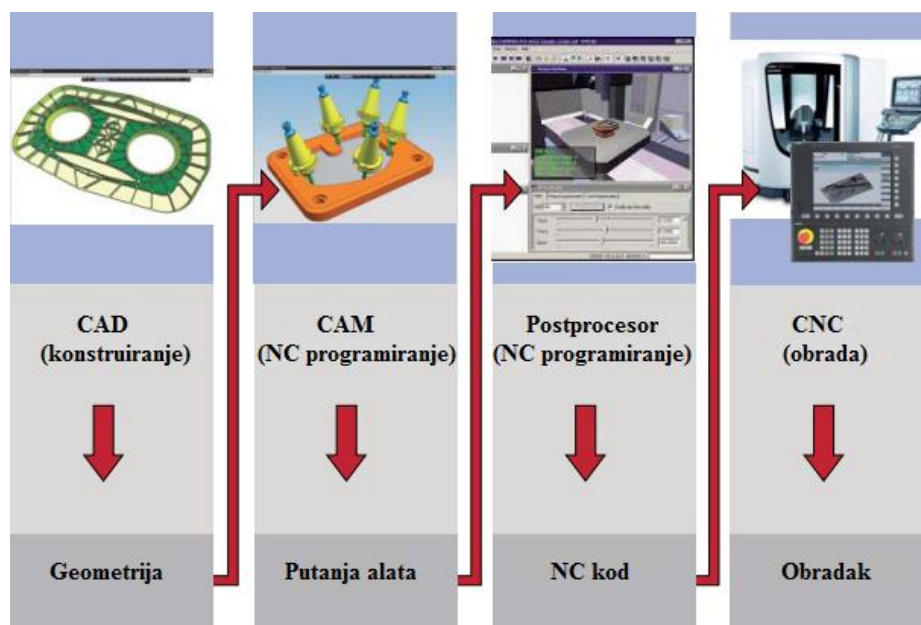 CAD
(konstruiranje)
Geometrija
CAM
(NC programiranje)
Putanja alata
Postprocesor
(NC programiranje)
NC kod
CNC
(obrada)
Obradak